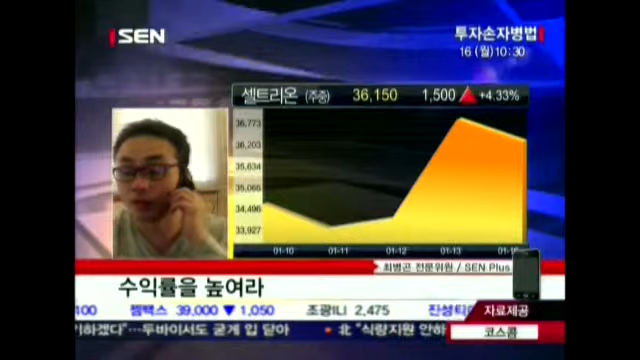 SEN
투자손자병법
16 (월)10:30
셀트리온 (주중) 36,150 1,500 ▲ +4.33%
36,773
36,203
35,634
35,065
34,496
33,927
01-10 01-11 01-12 01-13
최병곤 전문위원 / SEN Plus
수익률을 높여라
100 젬백스 39,000 ▼ 1,050 조광ILI 2,475
자료제공
두바이서도 굳게 입 닫아 北 "식량지원 안하
코스콤